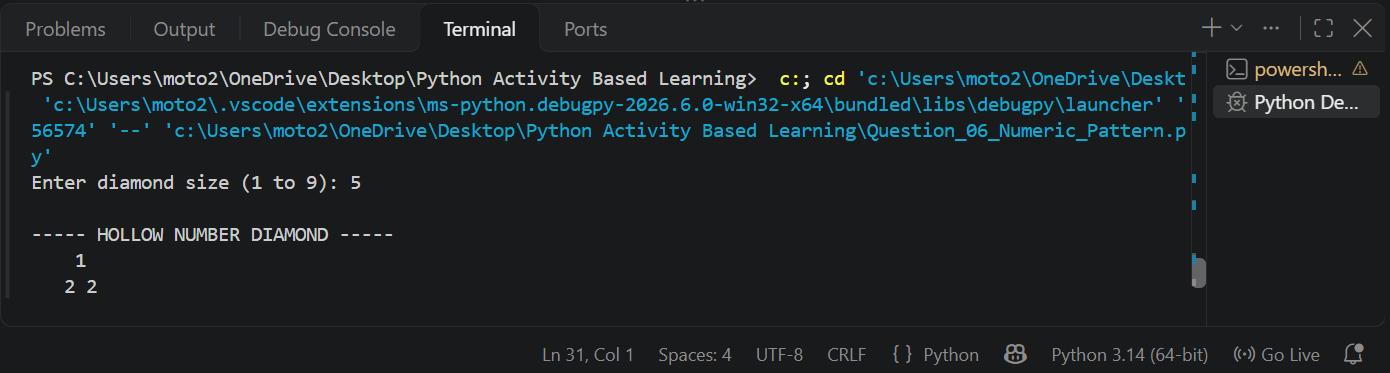 Problems Output Debug Console Terminal Ports
PS C:\Users\moto2\OneDrive\Desktop\Python Activity Based Learning>  c:; cd 'c:\Users\moto2\OneDrive\Deskt
 'c:\Users\moto2\.vscode\extensions\ms-python.debugpy-2026.6.0-win32-x64\bundled\libs\debugpy\launcher' '
56574' '--' 'c:\Users\moto2\OneDrive\Desktop\Python Activity Based Learning\Question_06_Numeric_Pattern.p
y'
Enter diamond size (1 to 9): 5
----- HOLLOW NUMBER DIAMOND -----
    1
   2 2
powersh...
Python De...
Ln 31, Col 1 Spaces: 4 UTF-8 CRLF { } Python Python 3.14 (64-bit) Go Live